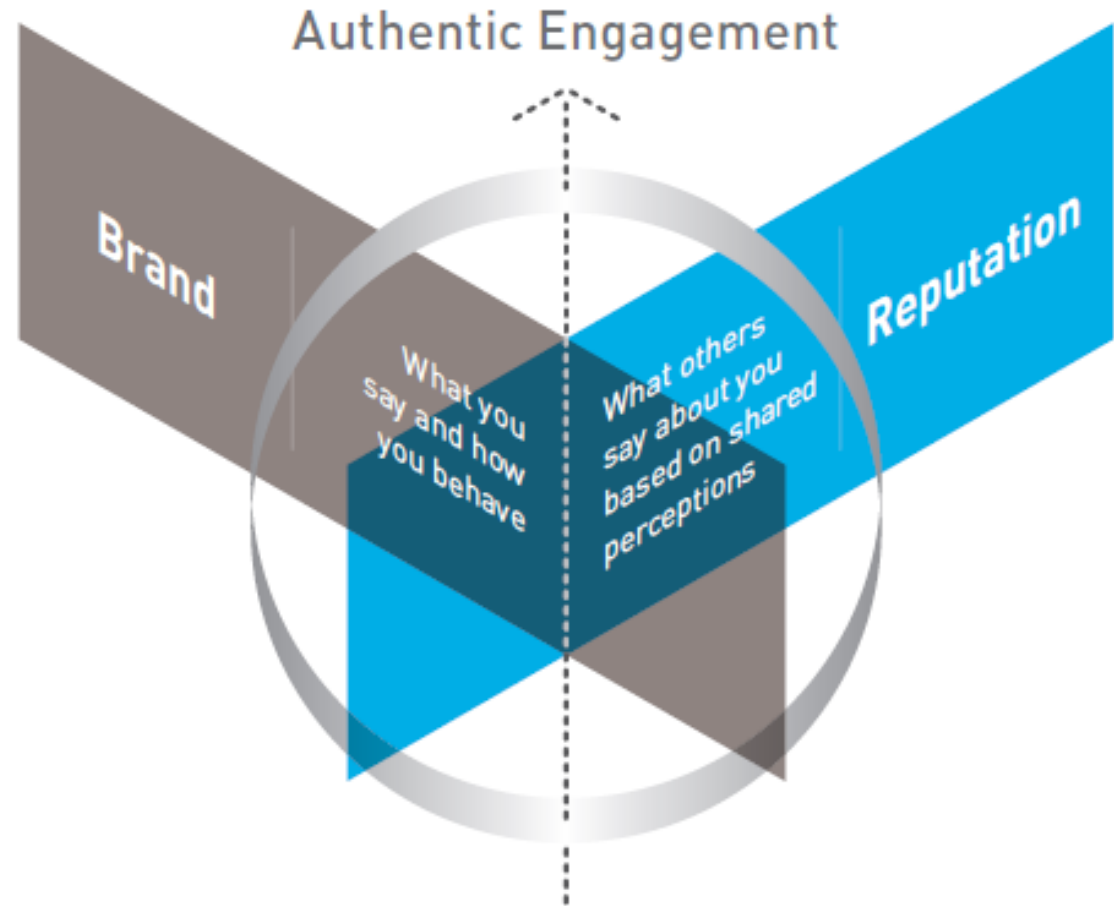 Authentic Engagement
Brand
What you
say and how
you behave
What others
say about you
based on shared
perceptions
Reputation